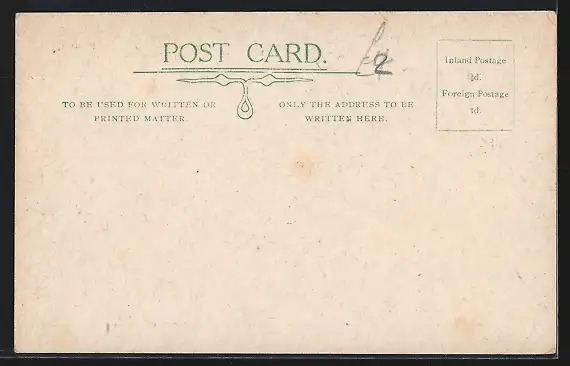 POST CARD.
2
TO BE USED FOR WRITTEN OR
PRINTED MATTER.
ONLY THE ADDRESS TO BE
WRITTEN HERE.
Inland Postage
½d.
Foreign Postage
1d.